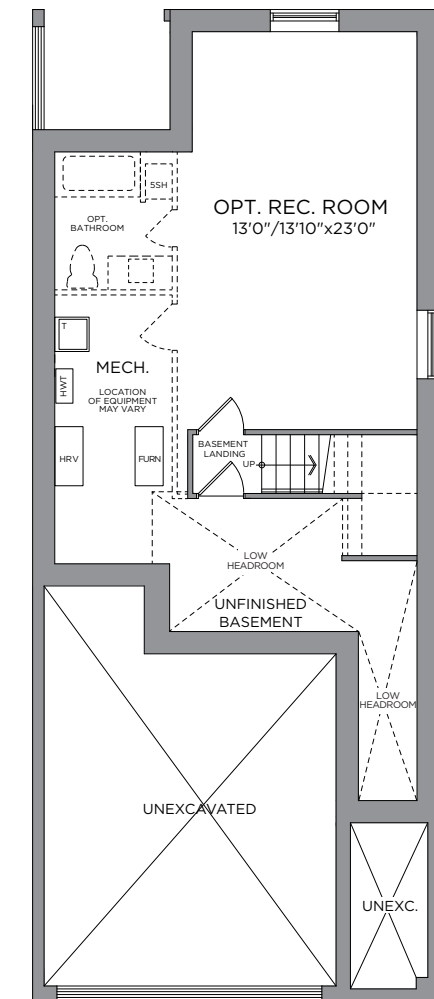 5SH
OPT.
BATHROOM
OPT. REC. ROOM
13'0"/13'10"x23'0"
T
MECH.
HWT
LOCATION
OF EQUIPMENT
MAY VARY
HRV
FURN
BASEMENT
LANDING
UP
LOW
HEADROOM
UNFINISHED
BASEMENT
LOW
HEADROOM
UNEXCAVATED
UNEXC.